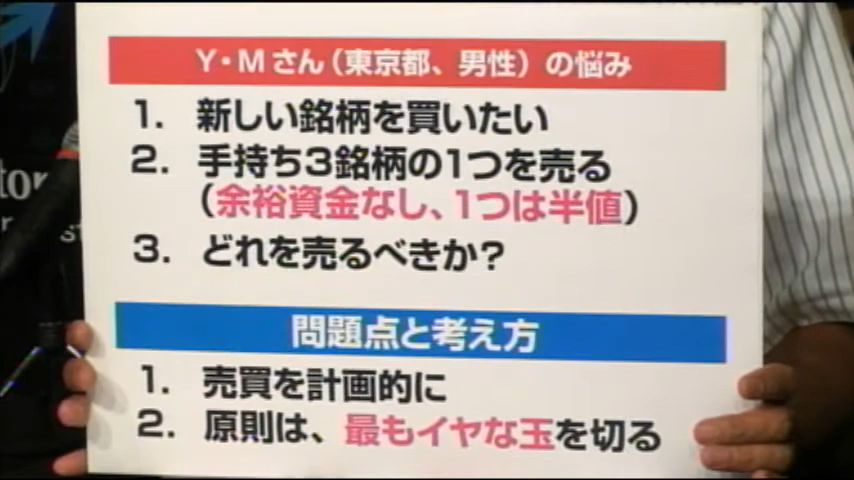 Y・Mさん(東京都、男性)の悩み
1. 新しい銘柄を買いたい
2. 手持ち3銘柄の1つを売る
(余裕資金なし、1つは半値)
3. どれを売るべきか?
問題点と考え方
1. 売買を計画的に
2. 原則は、最もイヤな玉を切る